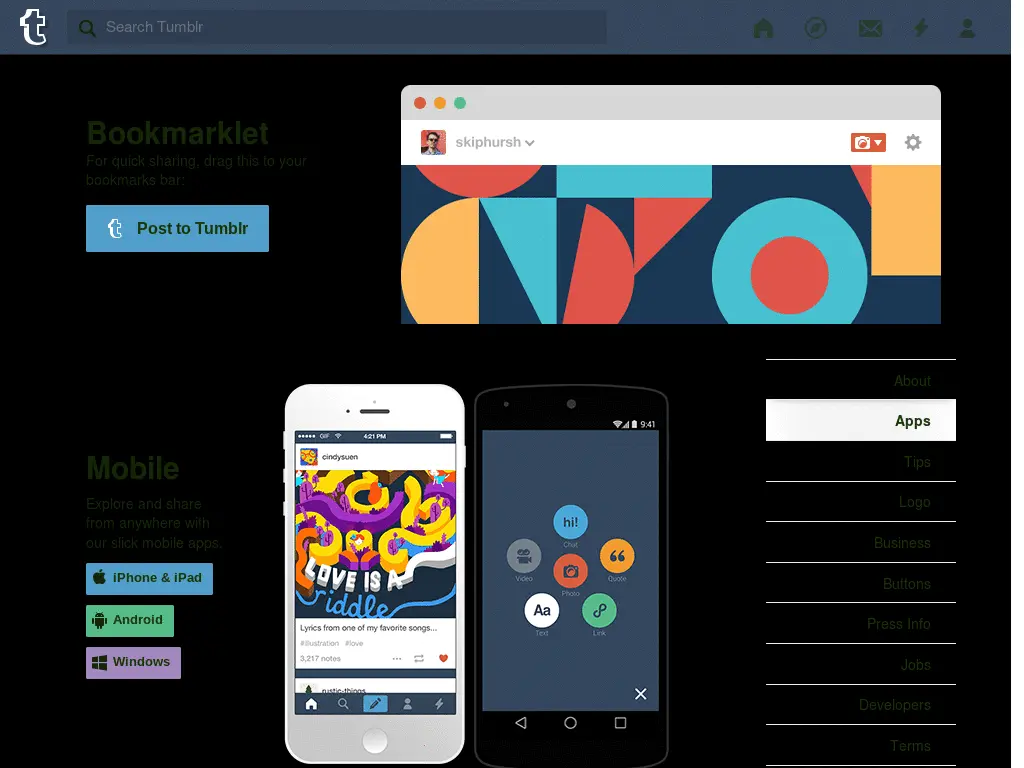 t
Search Tumblr
Bookmarklet
For quick sharing, drag this to your
bookmarks bar:
t Post to Tumblr
skiphursh
About
Apps
Tips
Logo
Business
Buttons
Press Info
Jobs
Developers
Terms
Mobile
Explore and share
from anywhere with
our slick mobile apps.
iPhone & iPad
Android
Windows
GIF
4:21 PM
cindysuen
LOVE IS A
riddle
Lyrics from one of my favorite songs...
#illustration #love
3,217 notes
rustic-things
9:41
hi!
Chat
Video
Photo
Quote
Aa
Text
Link